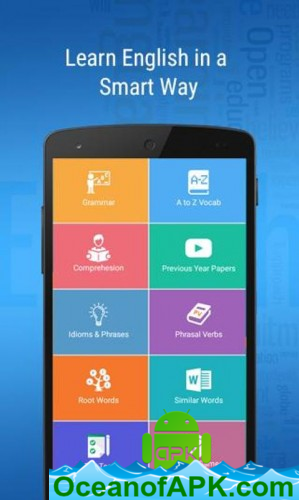 Learn English in a
Smart Way
Grammar
A-Z
A to Z Vocab
Comprehesion
Previous Year Papers
Idioms & Phrases
Phrasal Verbs
Root Words
W
Similar Words
APK
OceanofAPK.com